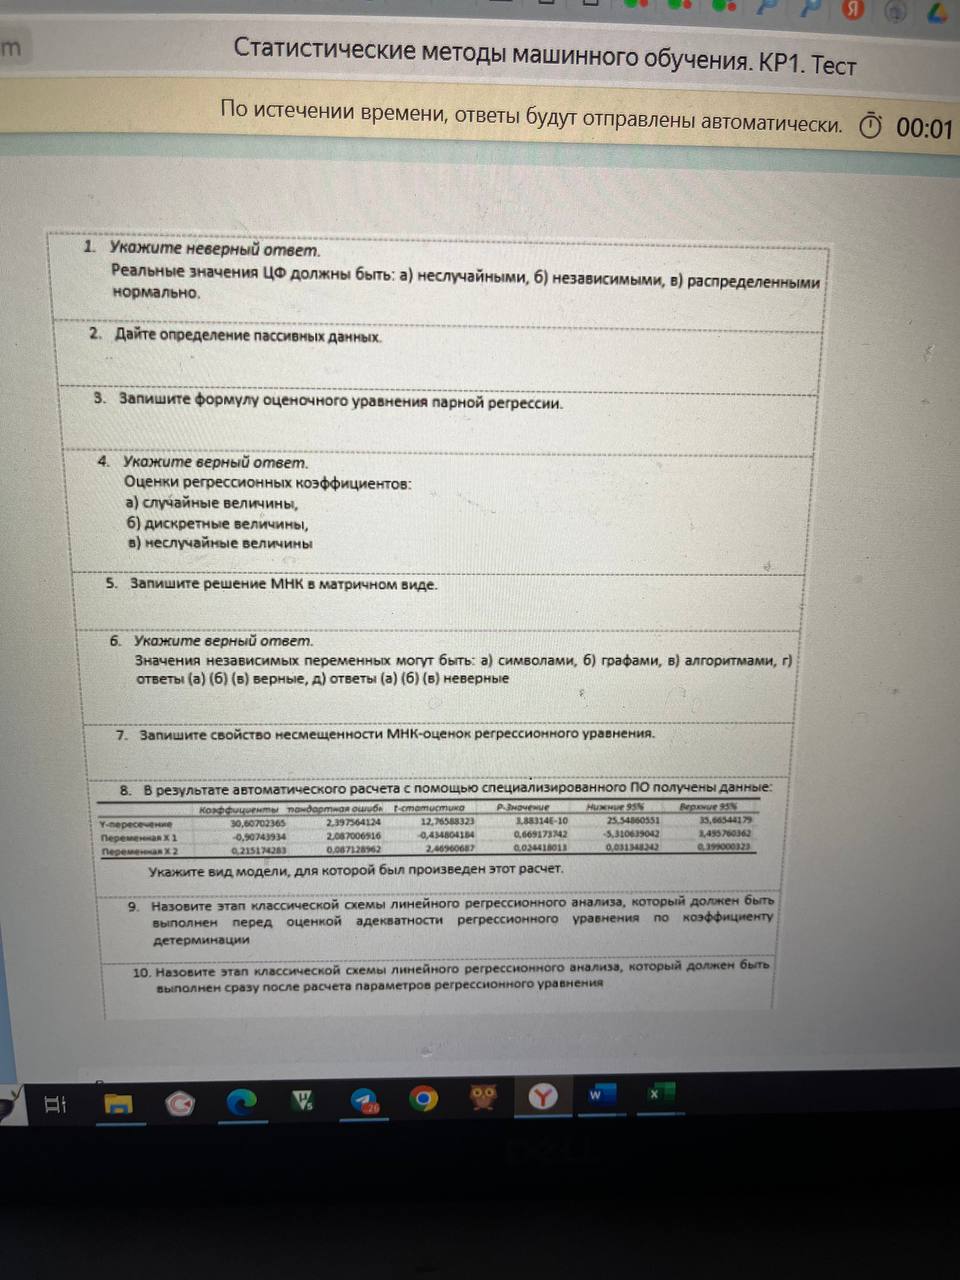 m
Статистические методы машинного обучения. КР1. Тест
По истечении времени, ответы будут отправлены автоматически. 00:01
1. Укажите неверный ответ.
Реальные значения ЦФ должны быть: а) неслучайными, б) независимыми, в) распределенными
нормально.
2. Дайте определение пассивных данных.
3. Запишите формулу оценочного уравнения парной регрессии.
4. Укажите верный ответ.
Оценки регрессионных коэффициентов:
а) случайные величины,
б) дискретные величины,
в) неслучайные величины
5. Запишите решение МНК в матричном виде.
6. Укажите верный ответ.
Значения независимых переменных могут быть: а) символами, б) графами, в) алгоритмами, г)
ответы (а) (б) (в) верные, д) ответы (а) (б) (в) неверные
7. Запишите свойство несмещенности МНК-оценок регрессионного уравнения.
8. В результате автоматического расчета с помощью специализированного ПО получены данные:
Коэффициенты тандартная ошибк t-статистика P-Значение Нижние 95% Верхние 95%
Y-пересечение 30,60702365 2,397564124 12,76588323 3,88314E-10 25,54860551 35,66544179
Переменная X 1 -0,90743934 2,087006916 -0,434804184 0,669173742 -5,310639042 3,495760362
Переменная X 2 0,215174283 0,087128962 2,46960687 0,024418013 0,031348242 0,399000323
Укажите вид модели, для которой был произведен этот расчет.
9. Назовите этап классической схемы линейного регрессионного анализа, который должен быть
выполнен перед оценкой адекватности регрессионного уравнения по коэффициенту
детерминации
10. Назовите этап классической схемы линейного регрессионного анализа, который должен быть
выполнен сразу после расчета параметров регрессионного уравнения
26